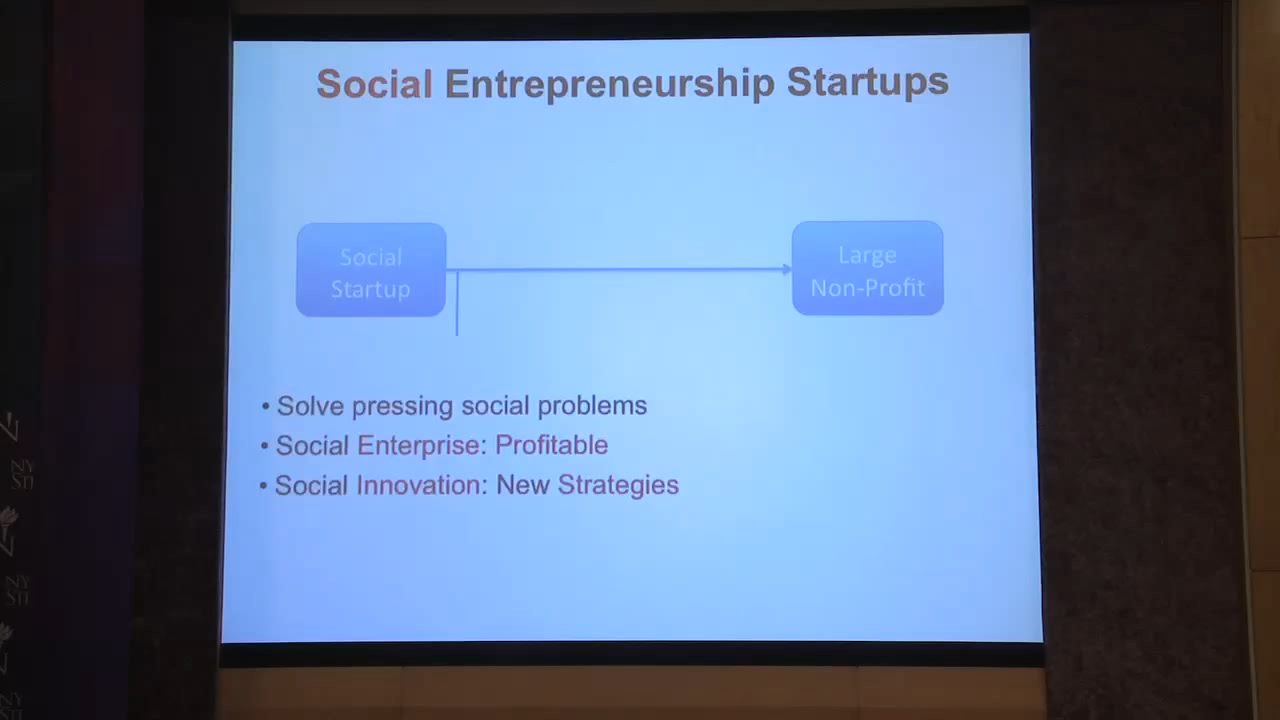 Social Entrepreneurship Startups
Social
Startup
Large
Non-Profit
• Solve pressing social problems
• Social Enterprise: Profitable
• Social Innovation: New Strategies